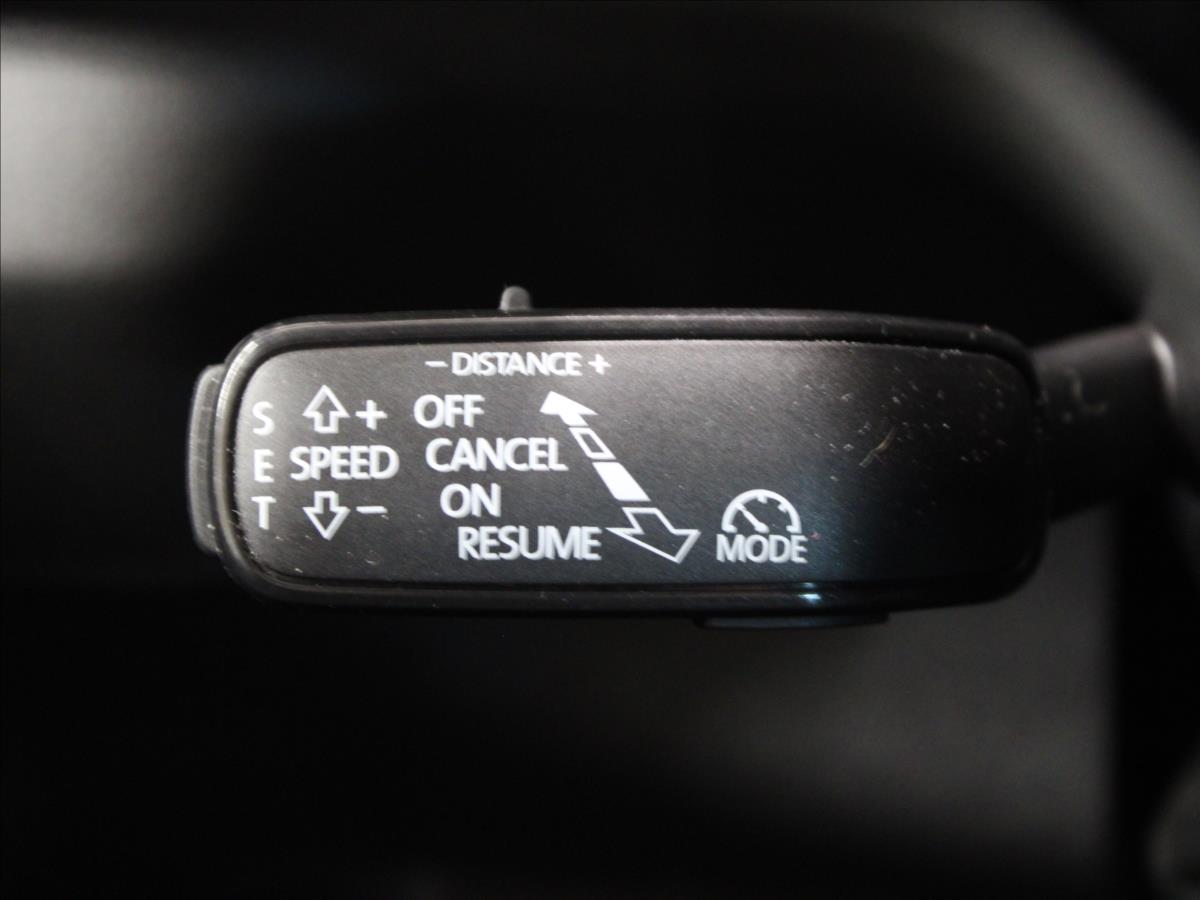 - DISTANCE +
S + OFF
E SPEED CANCEL
T - ON
RESUME MODE